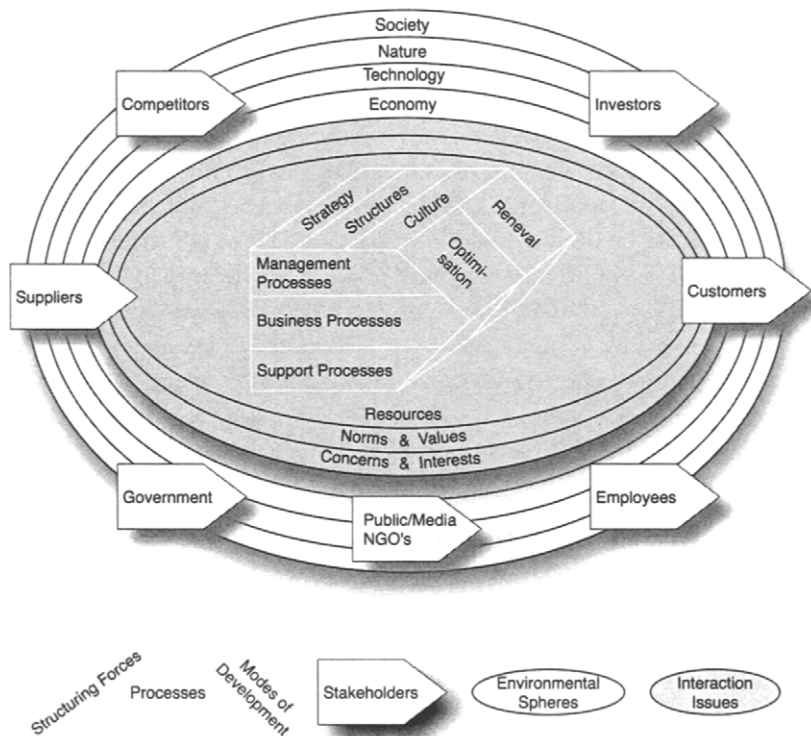 Society
Nature
Technology
Economy
Competitors
Investors
Strategy
Structures
Culture
Reneval
Optimi-
sation
Management
Processes
Business Processes
Support Processes
Suppliers
Customers
Resources
Norms & Values
Concerns & Interests
Government
Public/Media
NGO's
Employees
Structuring Forces
Processes
Modes of
Development
Stakeholders
Environmental
Spheres
Interaction
Issues